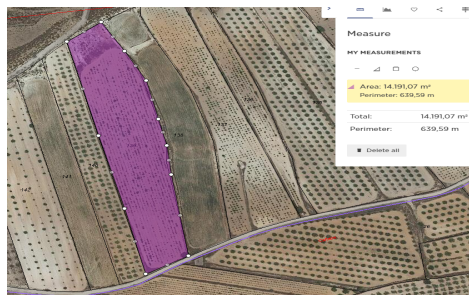 Measure
MY MEASUREMENTS
Area: 14.191,07 m²
Perimeter: 639,59 m
Total: 14.191,07 m²
Perimeter: 639,59 m
Delete all